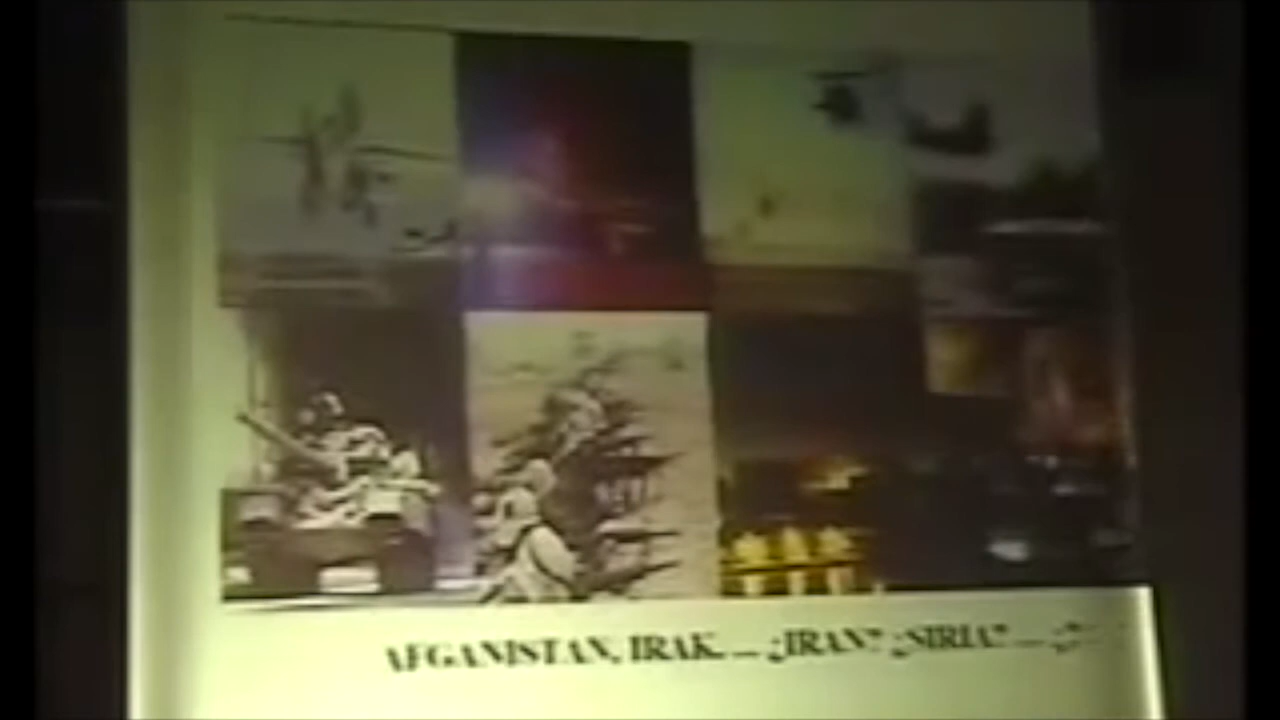 AFGANISTAN, IRAK, ... ¿IRAN? ¿SIRIA? ... ¿?